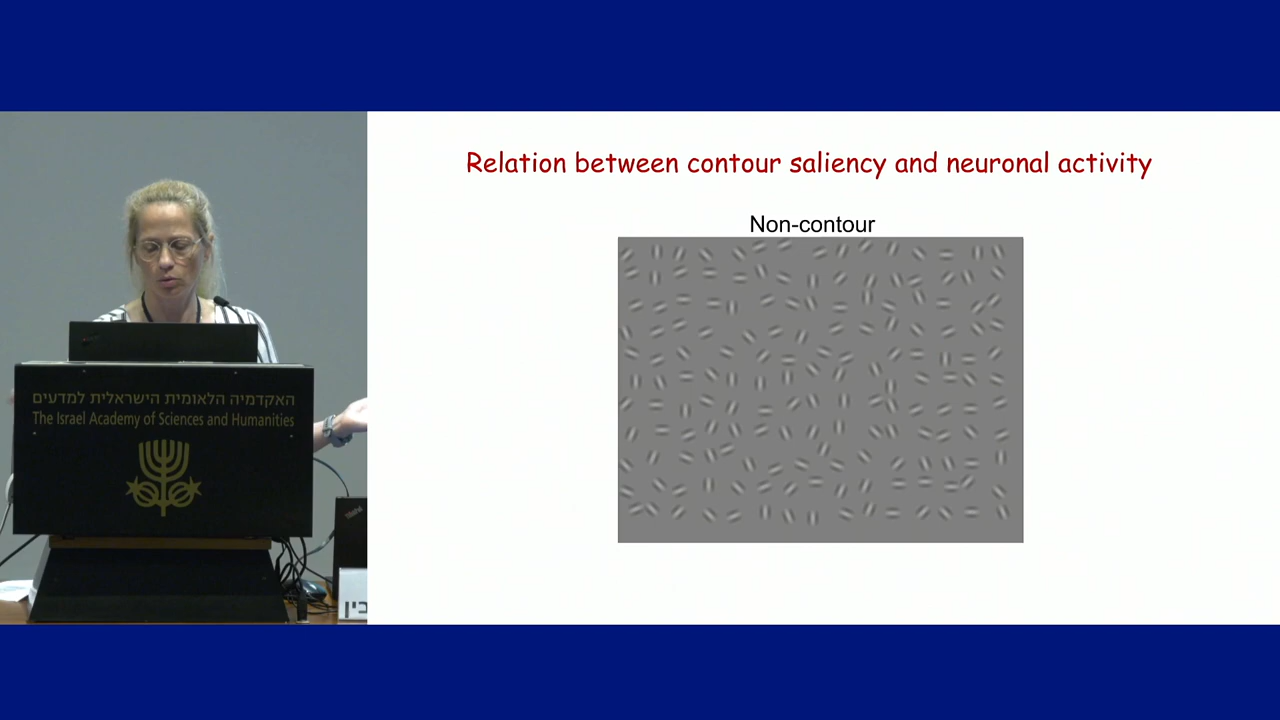 Relation between contour saliency and neuronal activity
Non-contour
האקדמיה הלאומית הישראלית למדעים
The Israel Academy of Sciences and Humanities